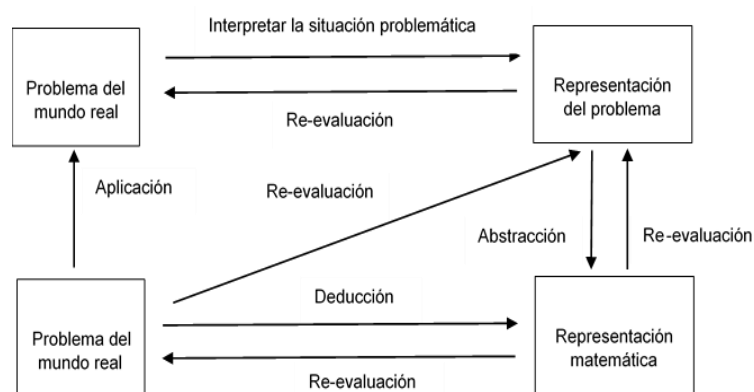 Interpretar la situación problemática
Problema del
mundo real
Representación
del problema
Re-evaluación
Aplicación
Re-evaluación
Abstracción
Re-evaluación
Deducción
Problema del
mundo real
Representación
matemática
Re-evaluación